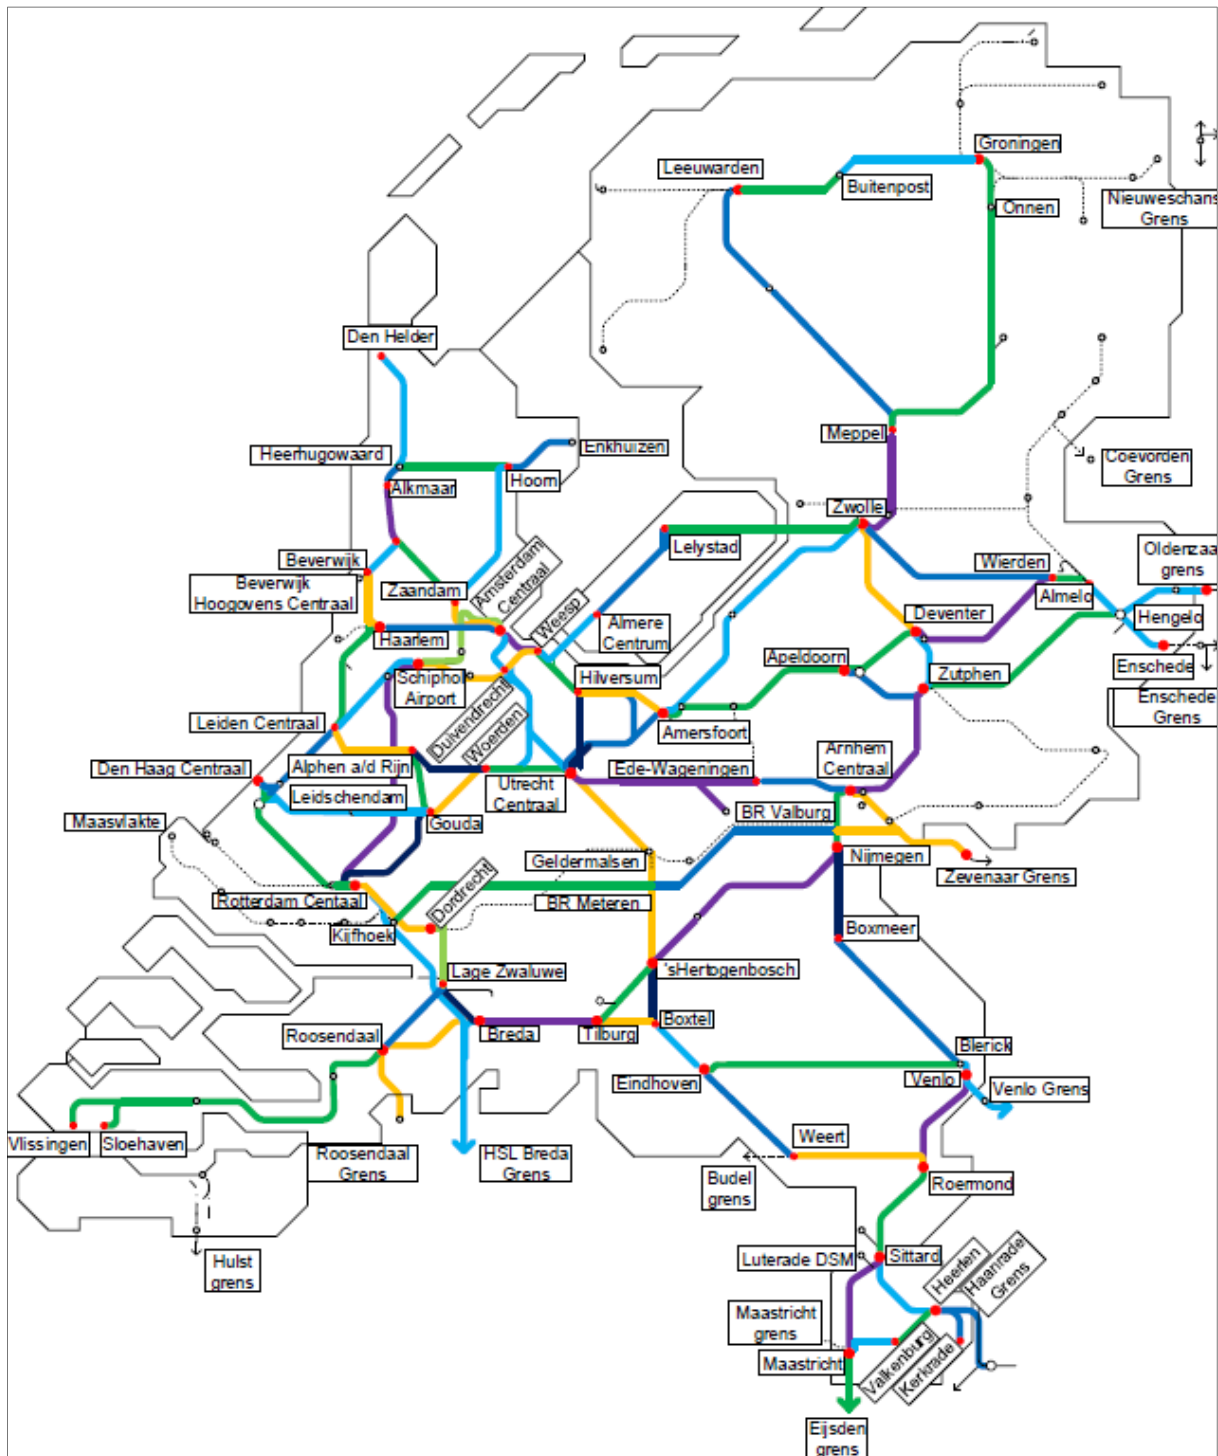 Groningen
Leeuwarden
Buitenpost
Nieuweschans
Grens
Onnen
Den Helder
Meppel
Enkhuizen
Heerhugowaard
Hoorn
Coevorden
Grens
Alkmaar
Zwolle
Lelystad
Oldenzaa
grens
Wierden
Beverwijk
Beverwijk
Hoogovens Centraal
Zaandam
Amsterdam
Centraal
Weesp
Almelo
Almere
Centrum
Deventer
Hengelo
Haarlem
Apeldoorn
Enschede
Hilversum
Zutphen
Schiphol
Airport
Enschede
Grens
Leiden Centraal
Duivendrecht
Woerden
Amersfoort
Arnhem
Centraal
Den Haag Centraal
Alphen a/d Rijn
Ede-Wageningen
Utrecht
Centraal
Leidschendam
BR Valburg
Maasvlakte
Gouda
Geldermalsen
Nijmegen
Zevenaar Grens
Dordrecht
Rotterdam Centaal
BR Meteren
Kijfhoek
Boxmeer
Lage Zwaluwe
'sHertogenbosch
Roosendaal
Breda
Tilburg
Boxtel
Blerick
Eindhoven
Venlo
Venlo Grens
Weert
Vlissingen
Sloehaven
Roosendaal
Grens
HSL Breda
Grens
Budel
grens
Roermond
Hulst
grens
Luterade DSM
Sittard
Heerlen
Haanrade
Grens
Maastricht
grens
Maastricht
Valkenburg
Kerkrade
Eijsden
grens